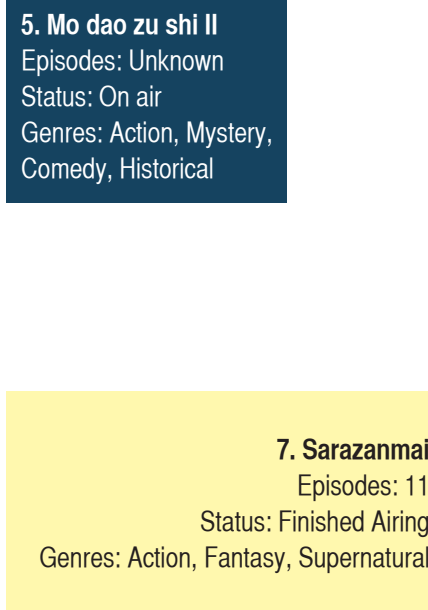 5. Mo dao zu shi II
Episodes: Unknown
Status: On air
Genres: Action, Mystery,
Comedy, Historical
7. Sarazanmai
Episodes: 11
Status: Finished Airing
Genres: Action, Fantasy, Supernatural